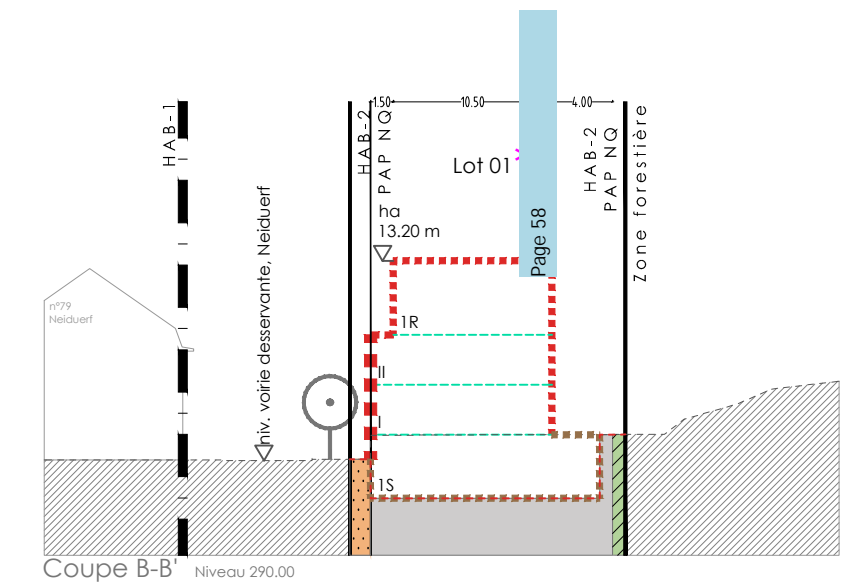 1.50
10.50
4.00
HAB-1
HAB-2
PAP NQ
HAB-2
PAP NQ
Zone forestière
Lot 01
Page 58
ha
13.20 m
niv. voirie desservante, Neiduerf
n°79
Neiduerf
1R
II
I
1S
Coupe B-B' Niveau 290.00